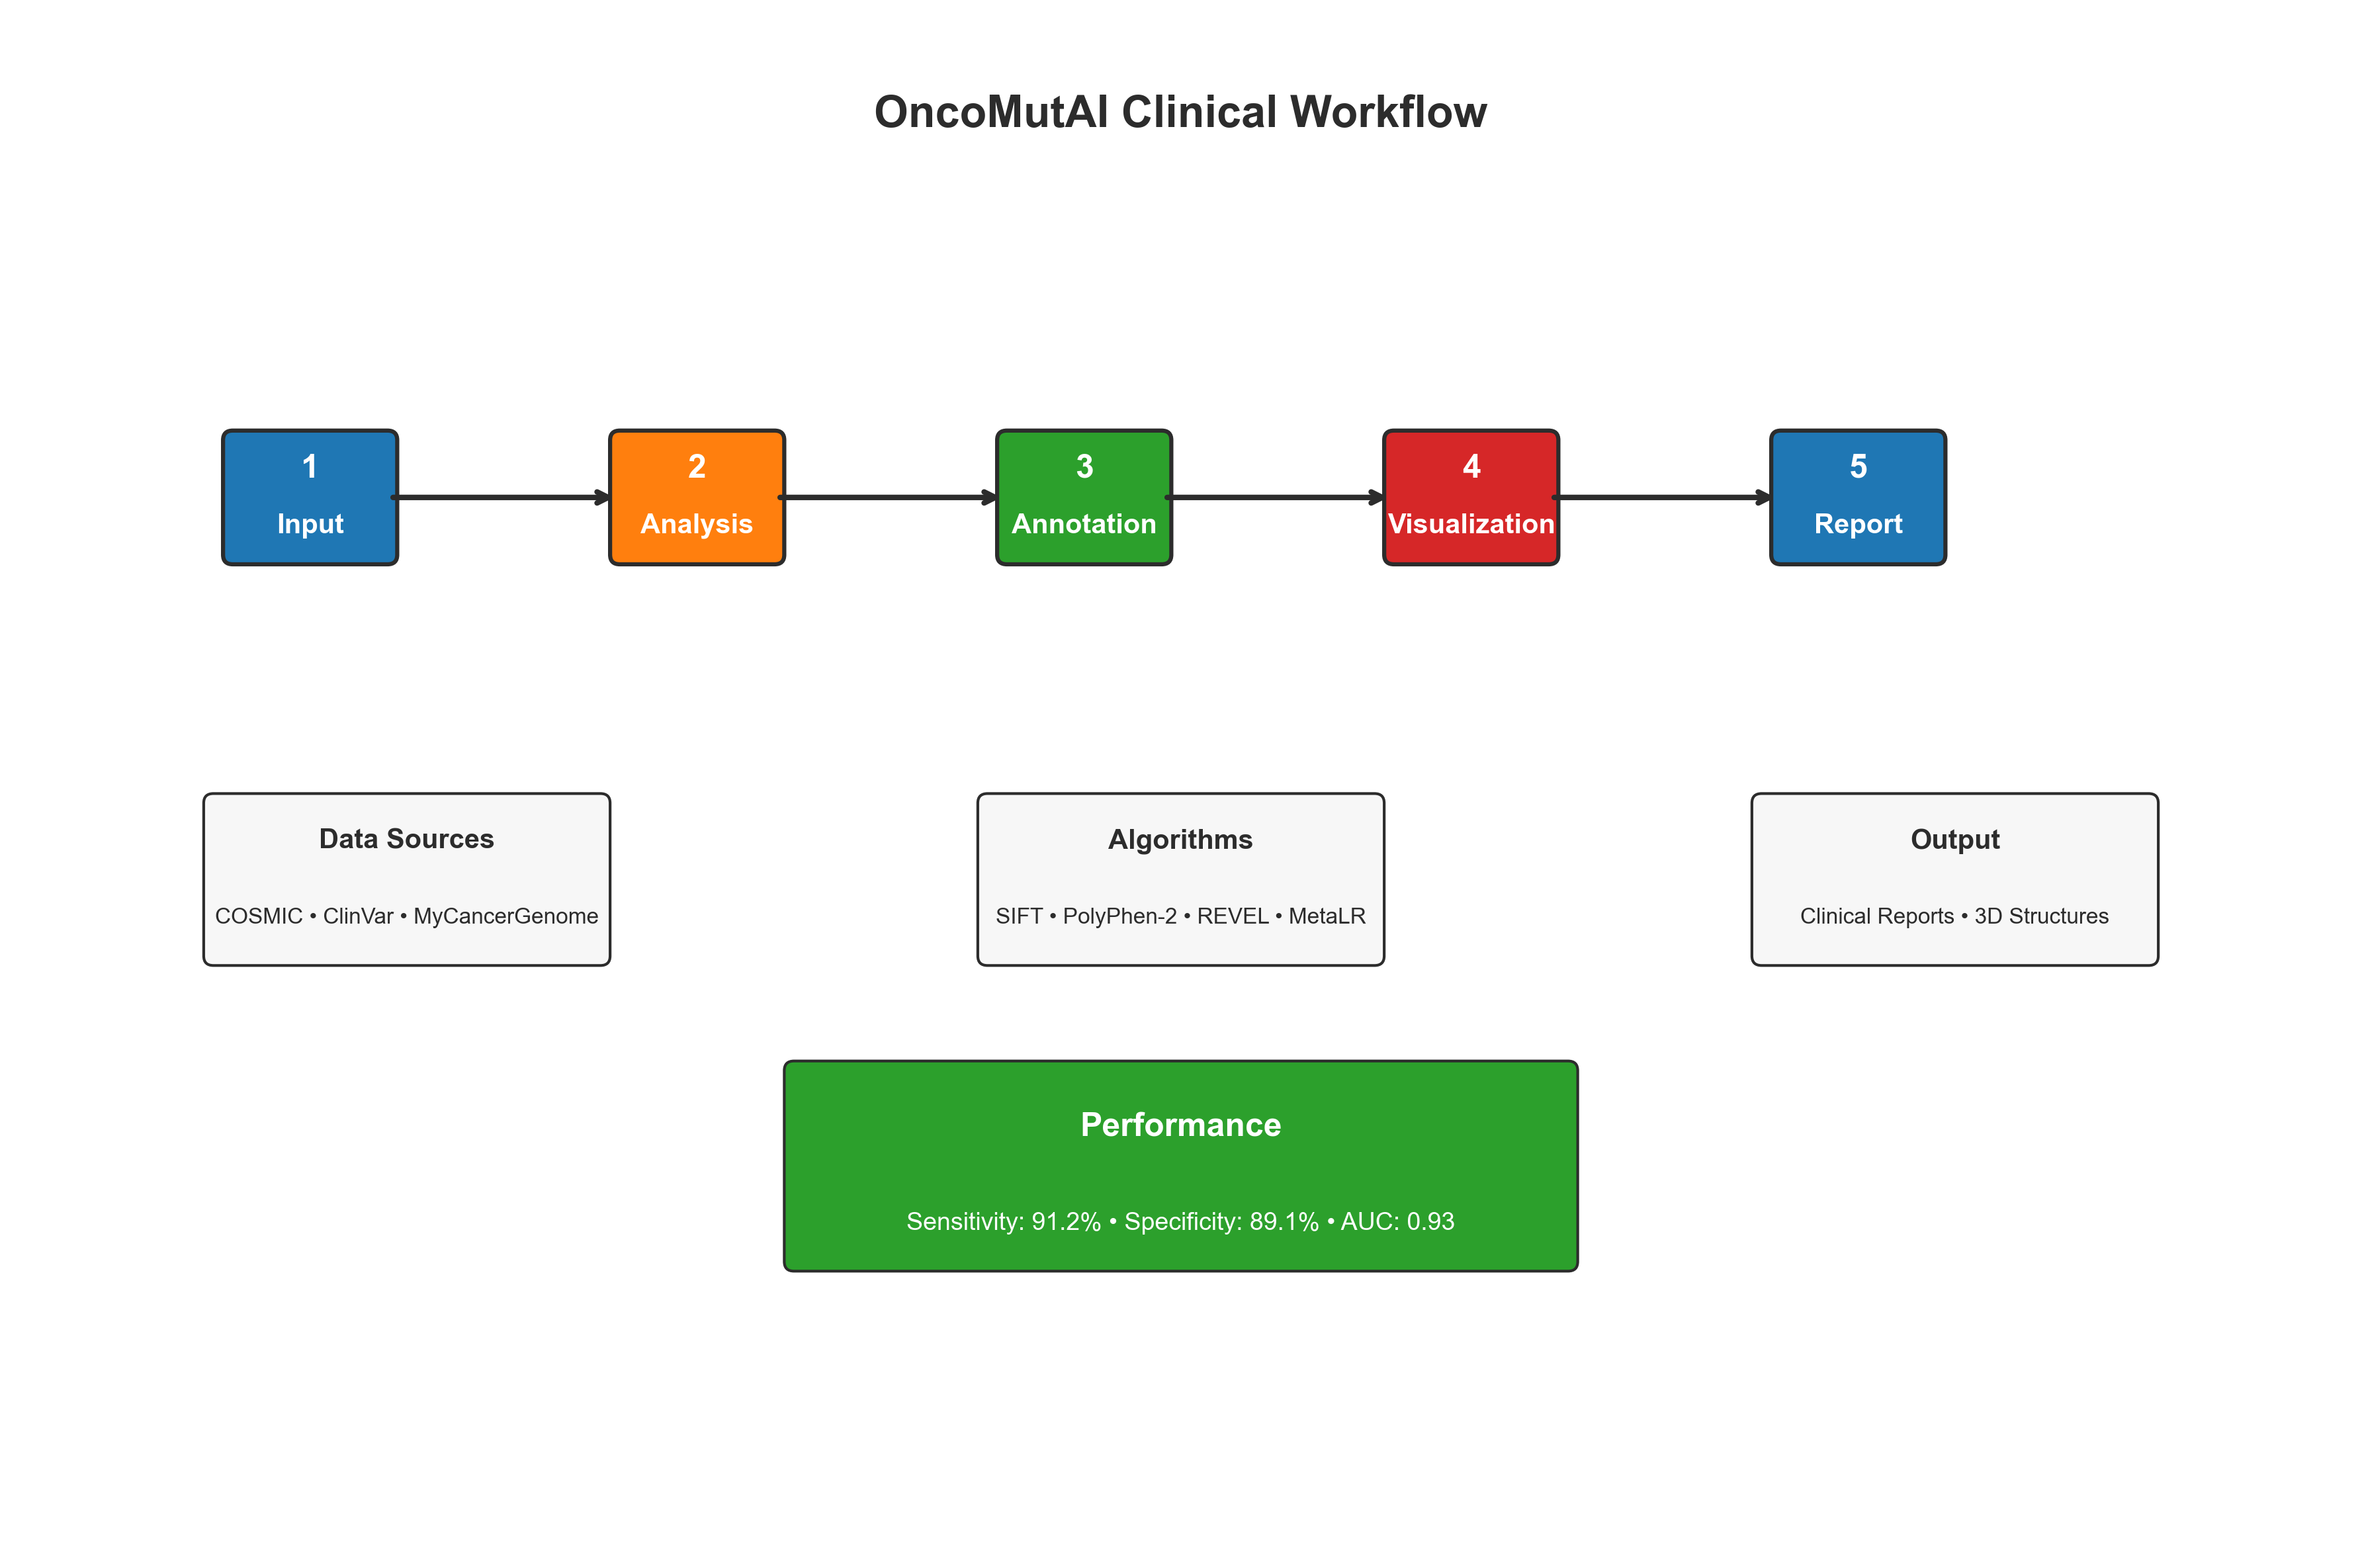 OncoMutAI Clinical Workflow
1
Input
2
Analysis
3
Annotation
4
Visualization
5
Report
Data Sources
COSMIC • ClinVar • MyCancerGenome
Algorithms
SIFT • PolyPhen-2 • REVEL • MetaLR
Output
Clinical Reports • 3D Structures
Performance
Sensitivity: 91.2% • Specificity: 89.1% • AUC: 0.93